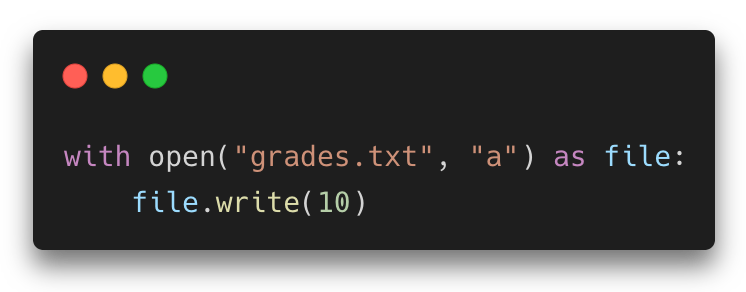 with open("grades.txt", "a") as file:
    file.write(10)